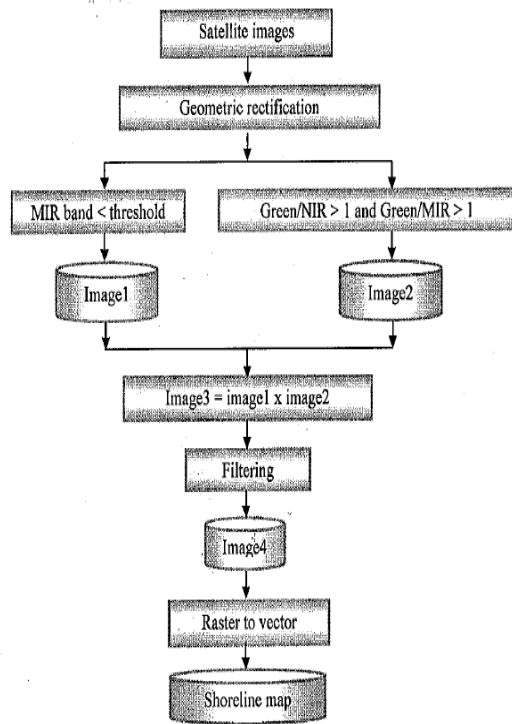 Satellite images
Geometric rectification
MIR band < threshold
Green/NIR > 1 and Green/MIR > 1
Image1
Image2
Image3 = image1 x image2
Filtering
Image4
Raster to vector
Shoreline map